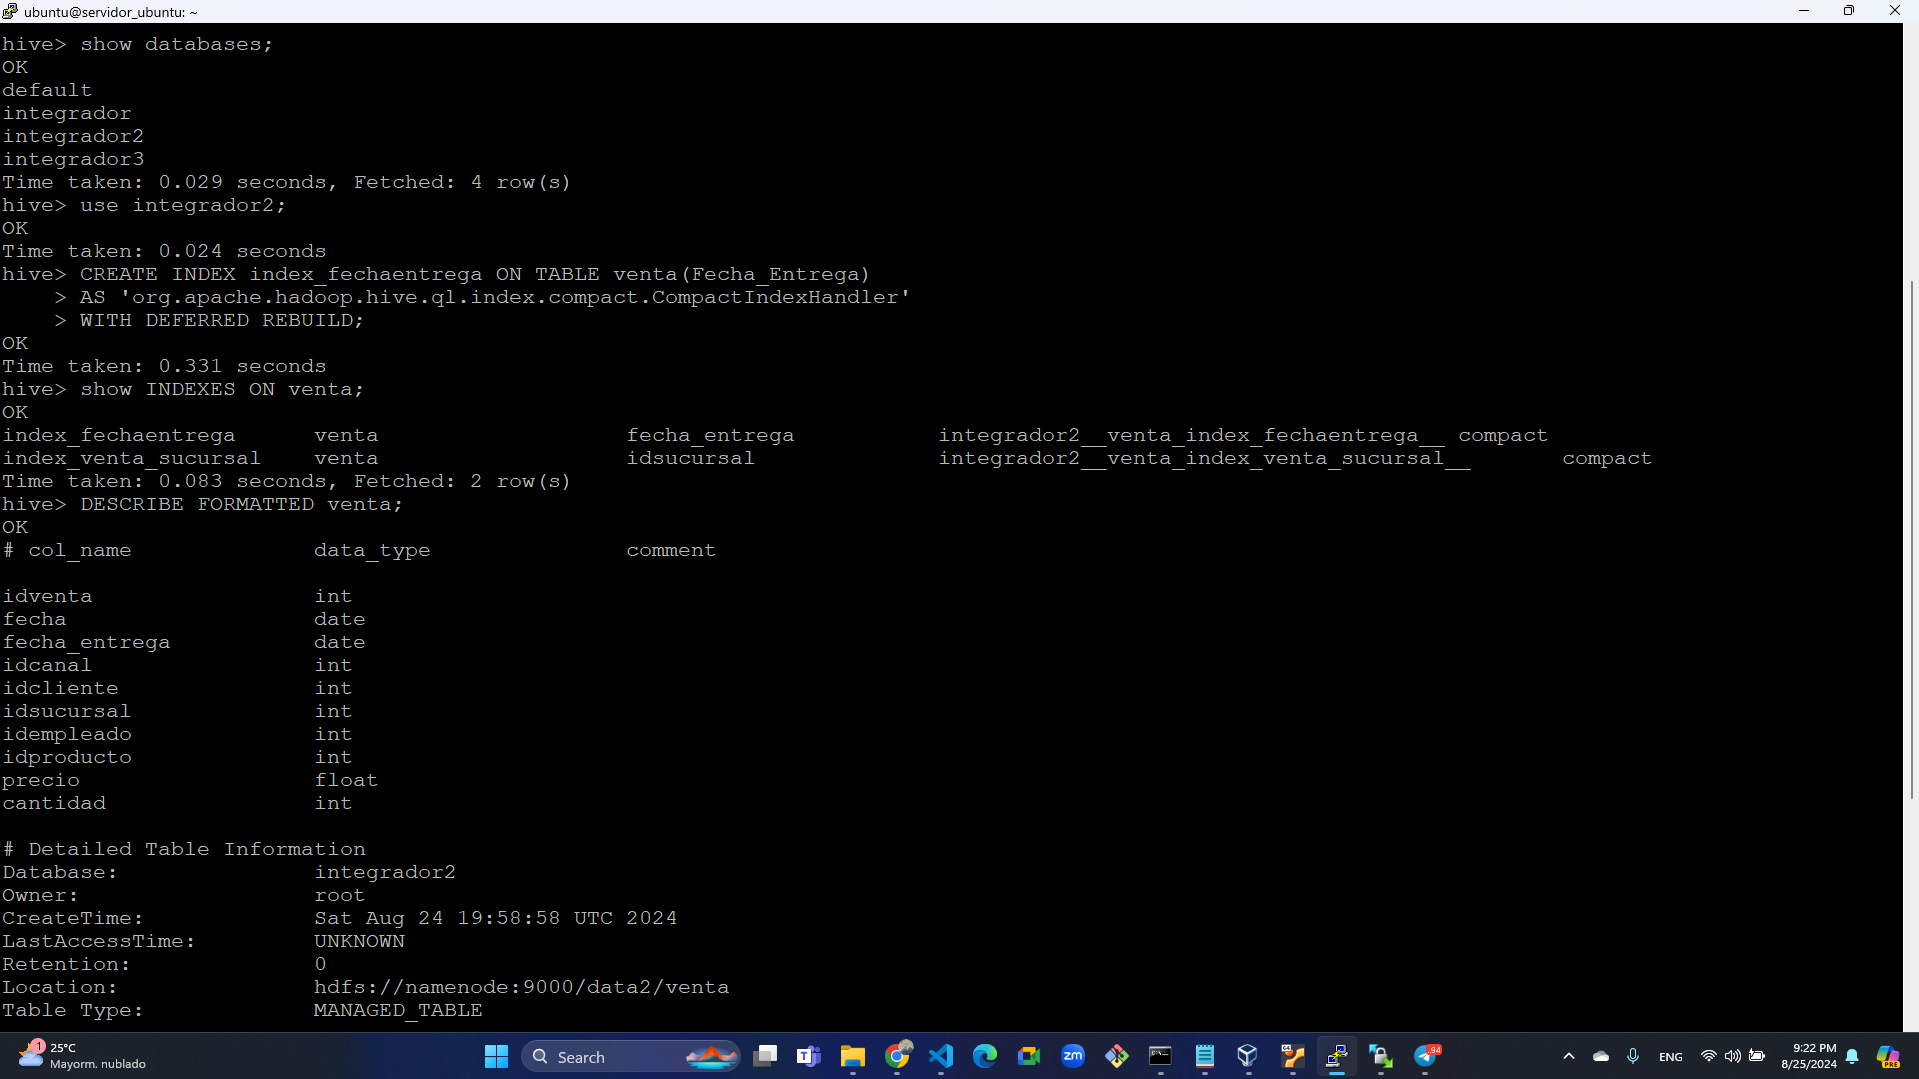 ubuntu@servidor_ubuntu: ~
hive> show databases;
OK
default
integrador
integrador2
integrador3
Time taken: 0.029 seconds, Fetched: 4 row(s)
hive> use integrador2;
OK
Time taken: 0.024 seconds
hive> CREATE INDEX index_fechaentrega ON TABLE venta(Fecha_Entrega)
    > AS 'org.apache.hadoop.hive.ql.index.compact.CompactIndexHandler'
    > WITH DEFERRED REBUILD;
OK
Time taken: 0.331 seconds
hive> show INDEXES ON venta;
OK
index_fechaentrega venta fecha_entrega integrador2__venta_index_fechaentrega__ compact
index_venta_sucursal venta idsucursal integrador2__venta_index_venta_sucursal__ compact
Time taken: 0.083 seconds, Fetched: 2 row(s)
hive> DESCRIBE FORMATTED venta;
OK
# col_name data_type comment
idventa int
fecha date
fecha_entrega date
idcanal int
idcliente int
idsucursal int
idempleado int
idproducto int
precio float
cantidad int
# Detailed Table Information
Database: integrador2
Owner: root
CreateTime: Sat Aug 24 19:58:58 UTC 2024
LastAccessTime: UNKNOWN
Retention: 0
Location: hdfs://namenode:9000/data2/venta
Table Type: MANAGED_TABLE
1
25°C
Mayorm. nublado
Search
zm
94
ENG
9:22 PM
8/25/2024
PRE